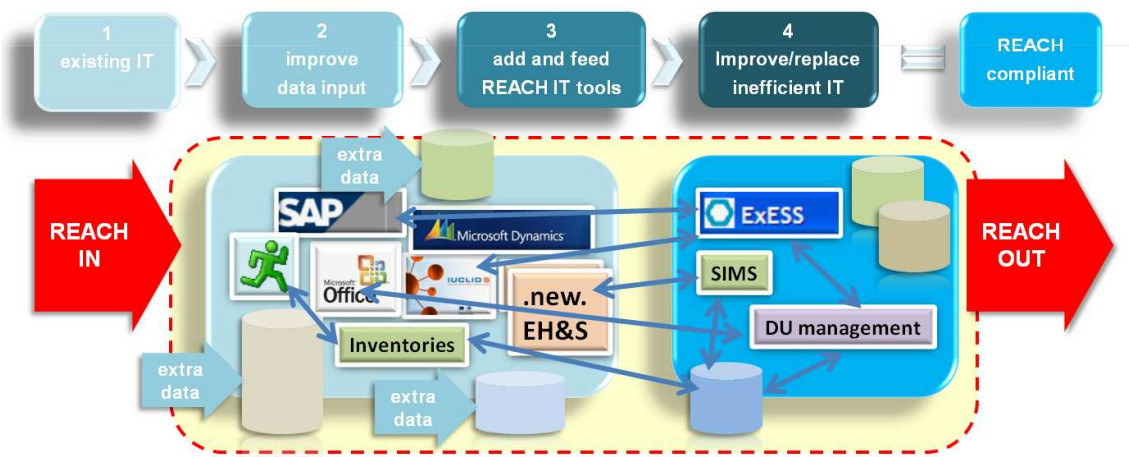 1
existing IT
2
improve
data input
3
add and feed
REACH IT tools
4
Improve/replace
inefficient IT
REACH
compliant
REACH
IN
extra
data
SAP
Microsoft Dynamics
Microsoft
Office
IUCLID 5
.new.
EH&S
Inventories
extra
data
extra
data
ExESS
SIMS
DU management
REACH
OUT